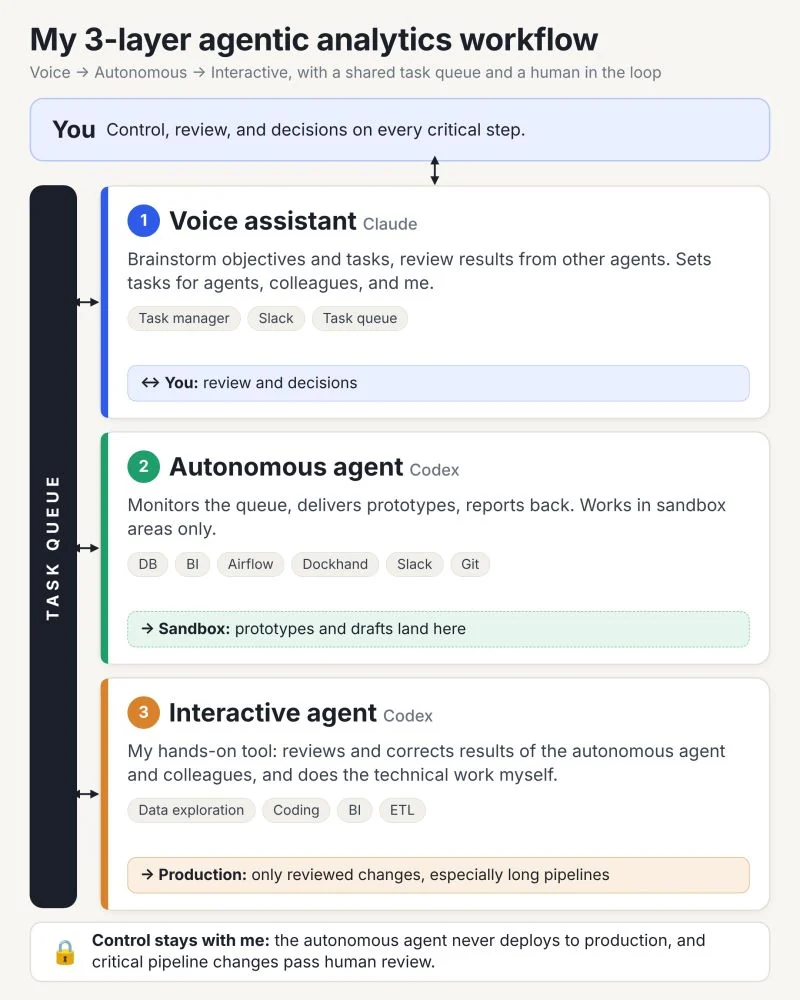 My 3-layer agentic analytics workflow
Voice → Autonomous → Interactive, with a shared task queue and a human in the loop
You Control, review, and decisions on every critical step.
TASK QUEUE
1 Voice assistant Claude
Brainstorm objectives and tasks, review results from other agents. Sets
tasks for agents, colleagues, and me.
Task manager Slack Task queue
↔ You: review and decisions
2 Autonomous agent Codex
Monitors the queue, delivers prototypes, reports back. Works in sandbox
areas only.
DB BI Airflow Dockhand Slack Git
→ Sandbox: prototypes and drafts land here
3 Interactive agent Codex
My hands-on tool: reviews and corrects results of the autonomous agent
and colleagues, and does the technical work myself.
Data exploration Coding BI ETL
→ Production: only reviewed changes, especially long pipelines
Control stays with me: the autonomous agent never deploys to production, and
critical pipeline changes pass human review.